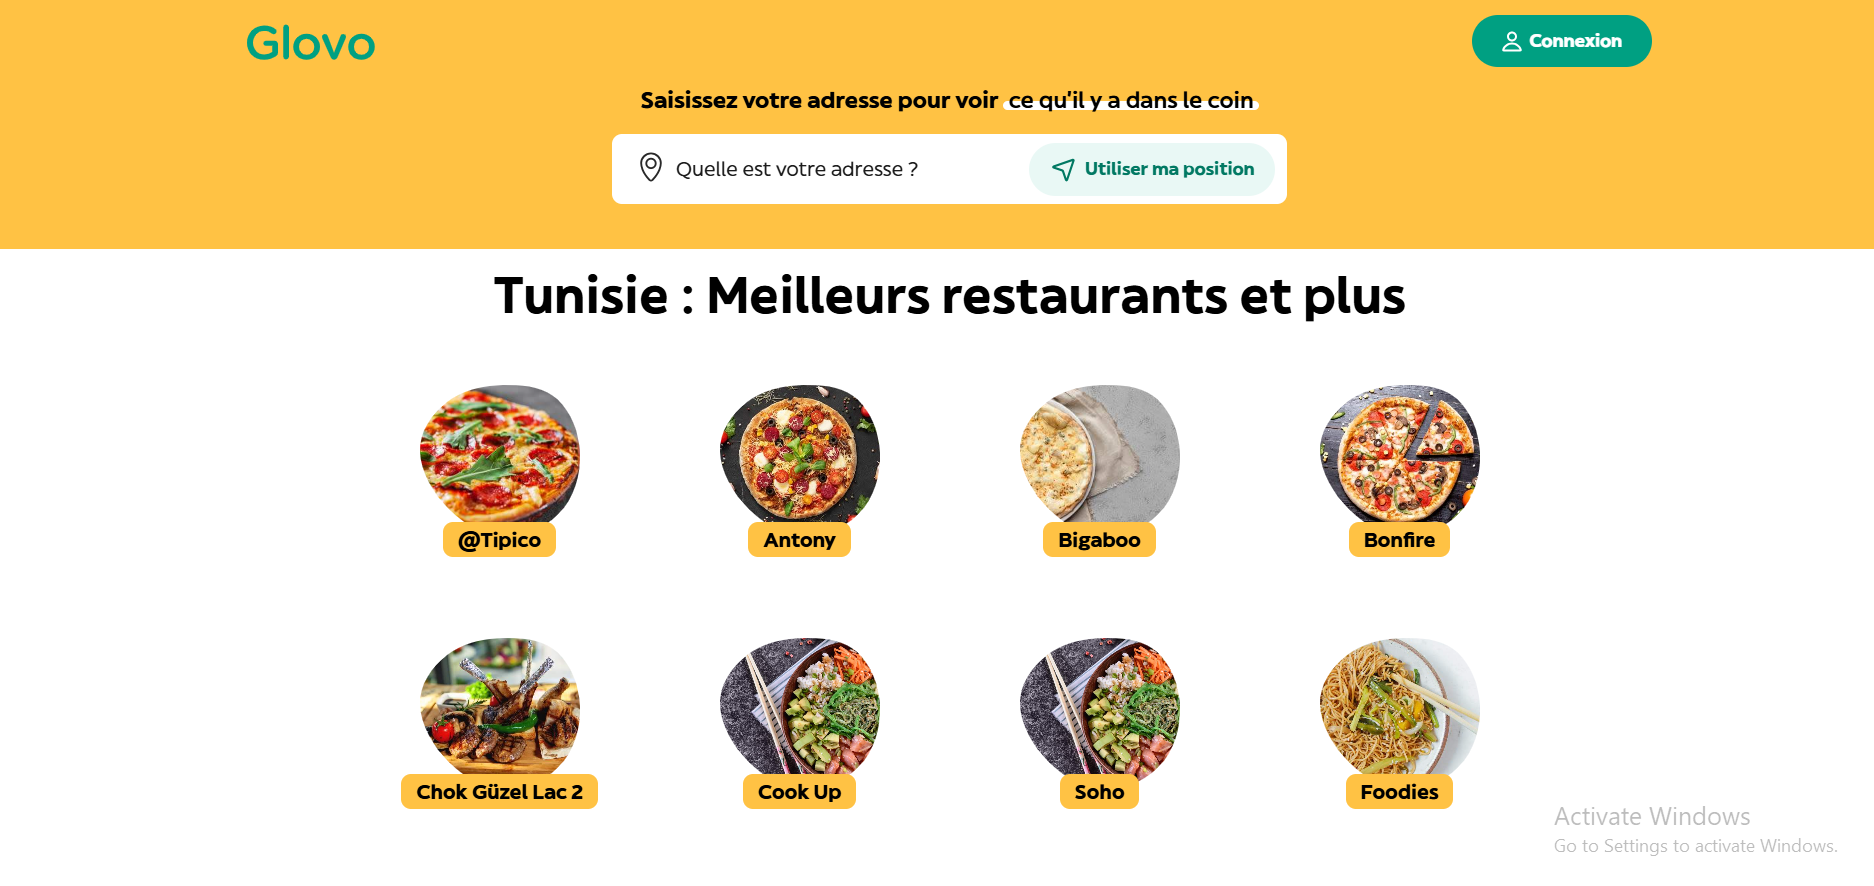 Glovo
Connexion
Saisissez votre adresse pour voir ce qu'il y a dans le coin
Quelle est votre adresse ?
Utiliser ma position
Tunisie : Meilleurs restaurants et plus
@Tipico
Antony
Bigaboo
Bonfire
Chok Güzel Lac 2
Cook Up
Soho
Foodies
Activate Windows
Go to Settings to activate Windows.